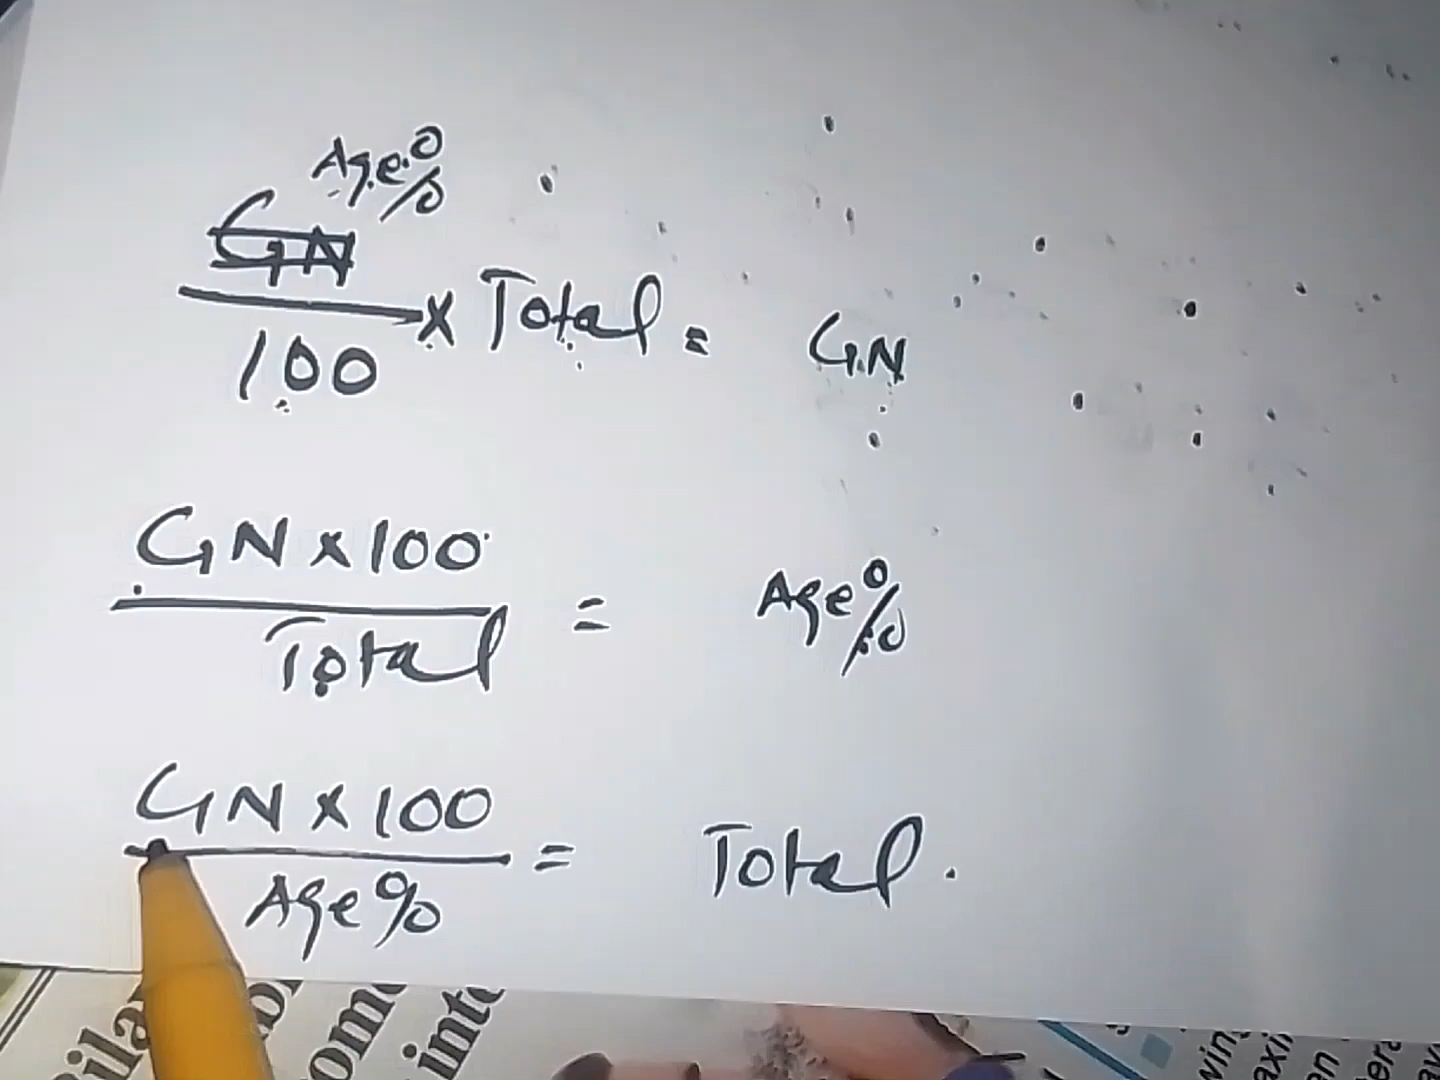 Age%
GN
100 × Total = GN
GN × 100
Total = Age%
GN × 100
Age% = Total.